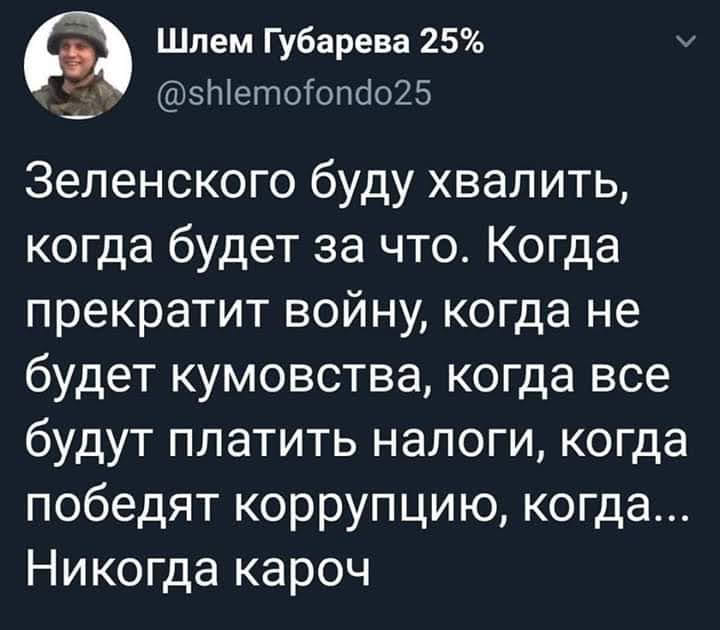 Шлем Губарева 25%
@shlemofondo25
Зеленского буду хвалить,
когда будет за что. Когда
прекратит войну, когда не
будет кумовства, когда все
будут платить налоги, когда
победят коррупцию, когда...
Никогда кароч